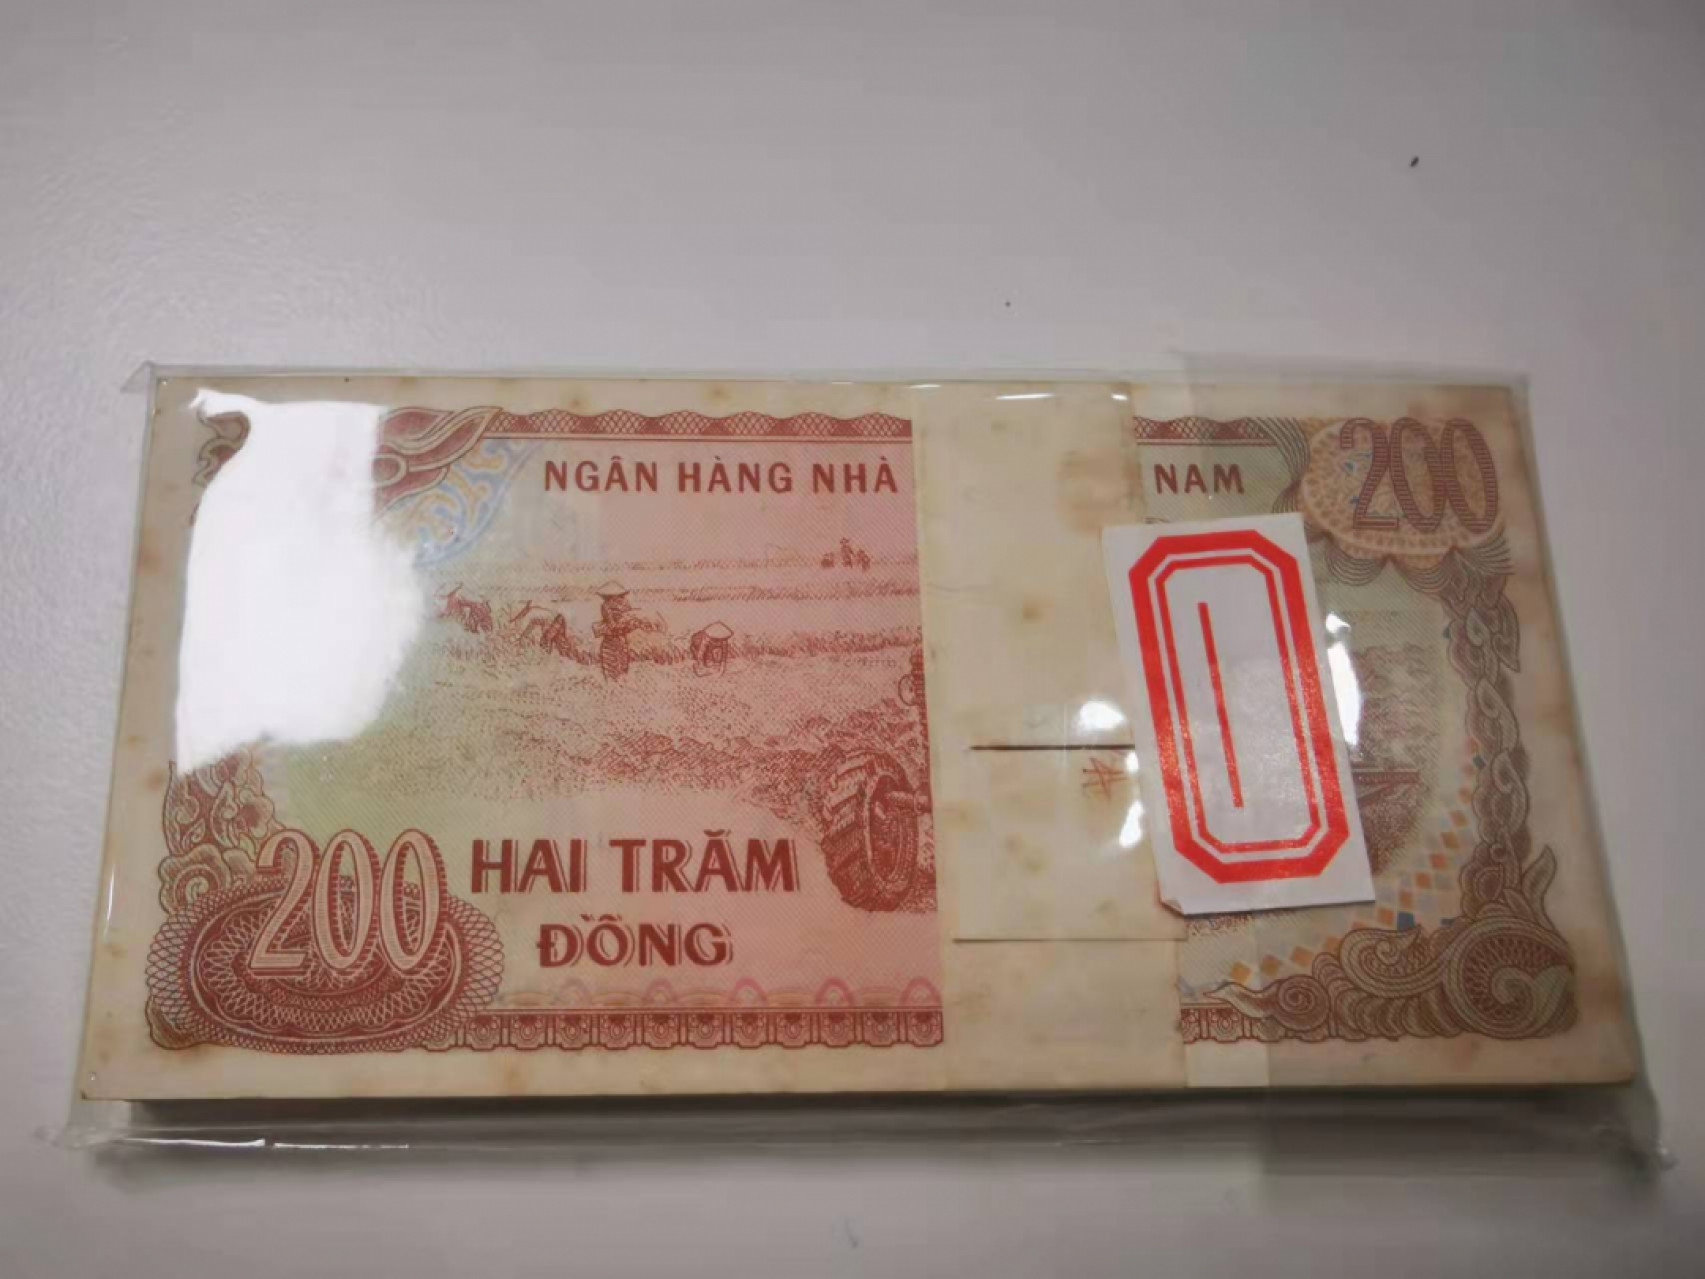 NGÂN HÀNG NHÀ NAM
200
200
HAI TRĂM
ĐỒNG